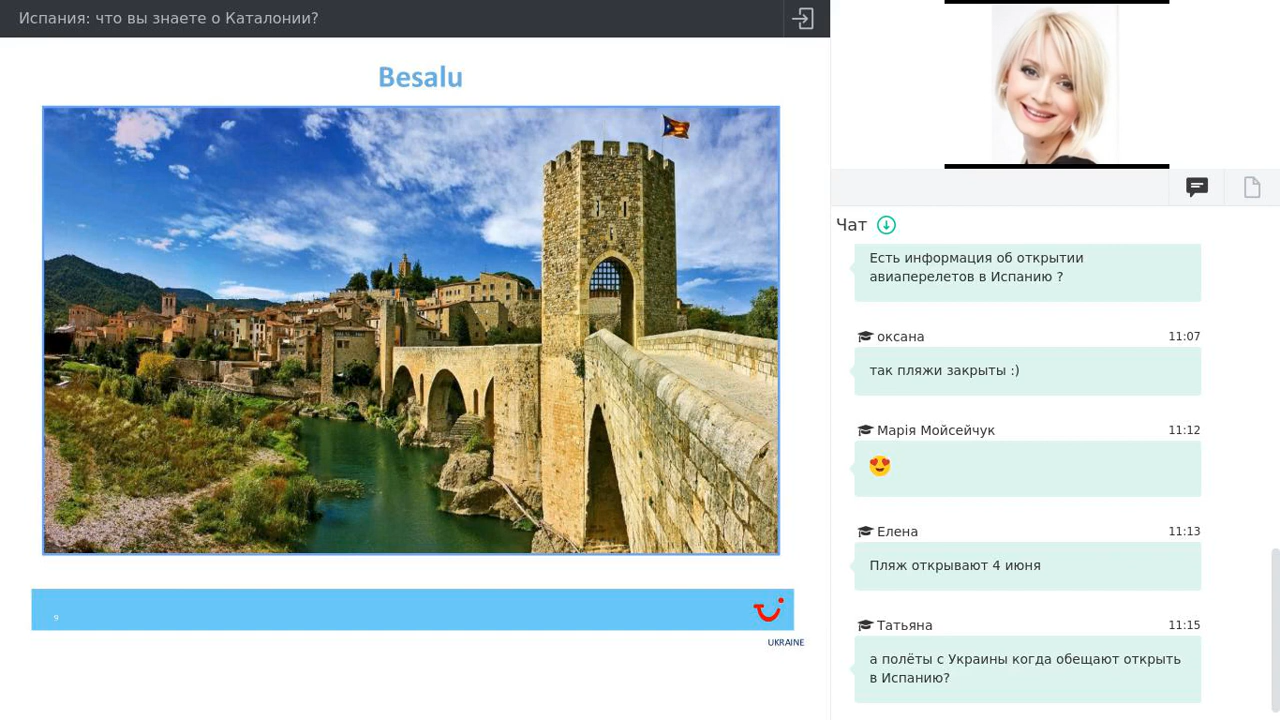 Испания: что вы знаете о Каталонии?
Besalu
9
UKRAINE
Чат
Есть информация об открытии
авиаперелетов в Испанию ?
оксана 11:07
так пляжи закрыты :)
Марія Мойсейчук 11:12
😍
Елена 11:13
Пляж открывают 4 июня
Татьяна 11:15
а полёты с Украины когда обещают открыть
в Испанию?